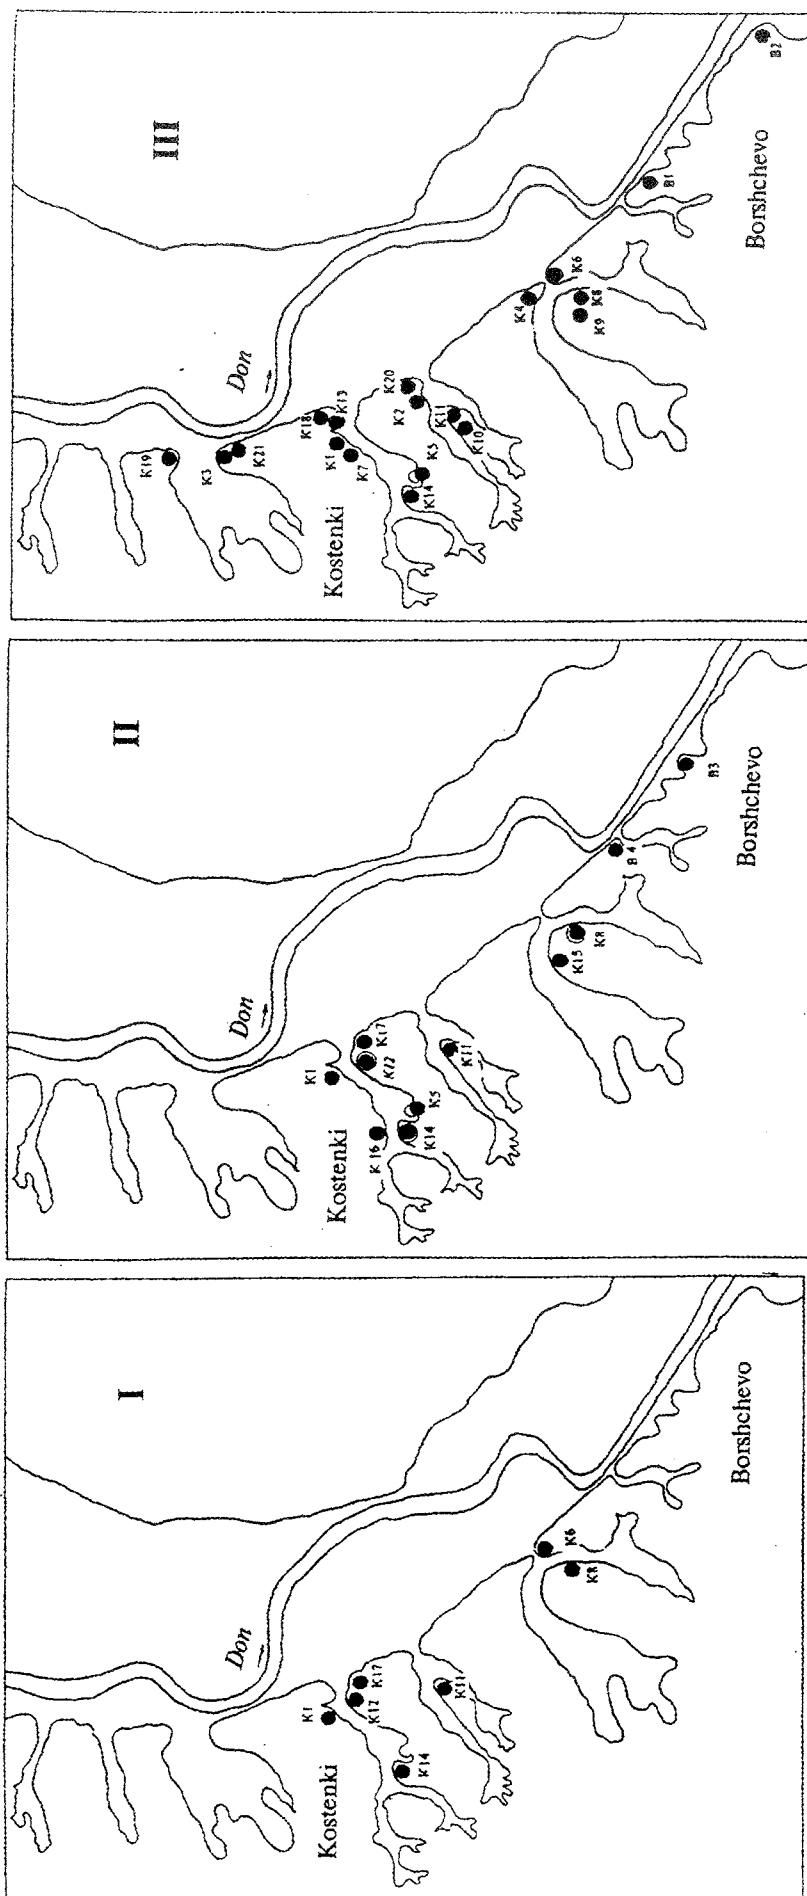 III
Don
K19
K3
K21
K18
K13
K1
K7
Kostenki
K20
K2
K5
K14
K11
K10
K4
K6
K8
K9
B1
B2
Borshchevo
II
Don
K1
K17
K12
K16
K5
K14
K11
Kostenki
K15
K8
B 4
B3
Borshchevo
I
Don
K1
K12
K17
K14
K11
Kostenki
K6
K8
Borshchevo